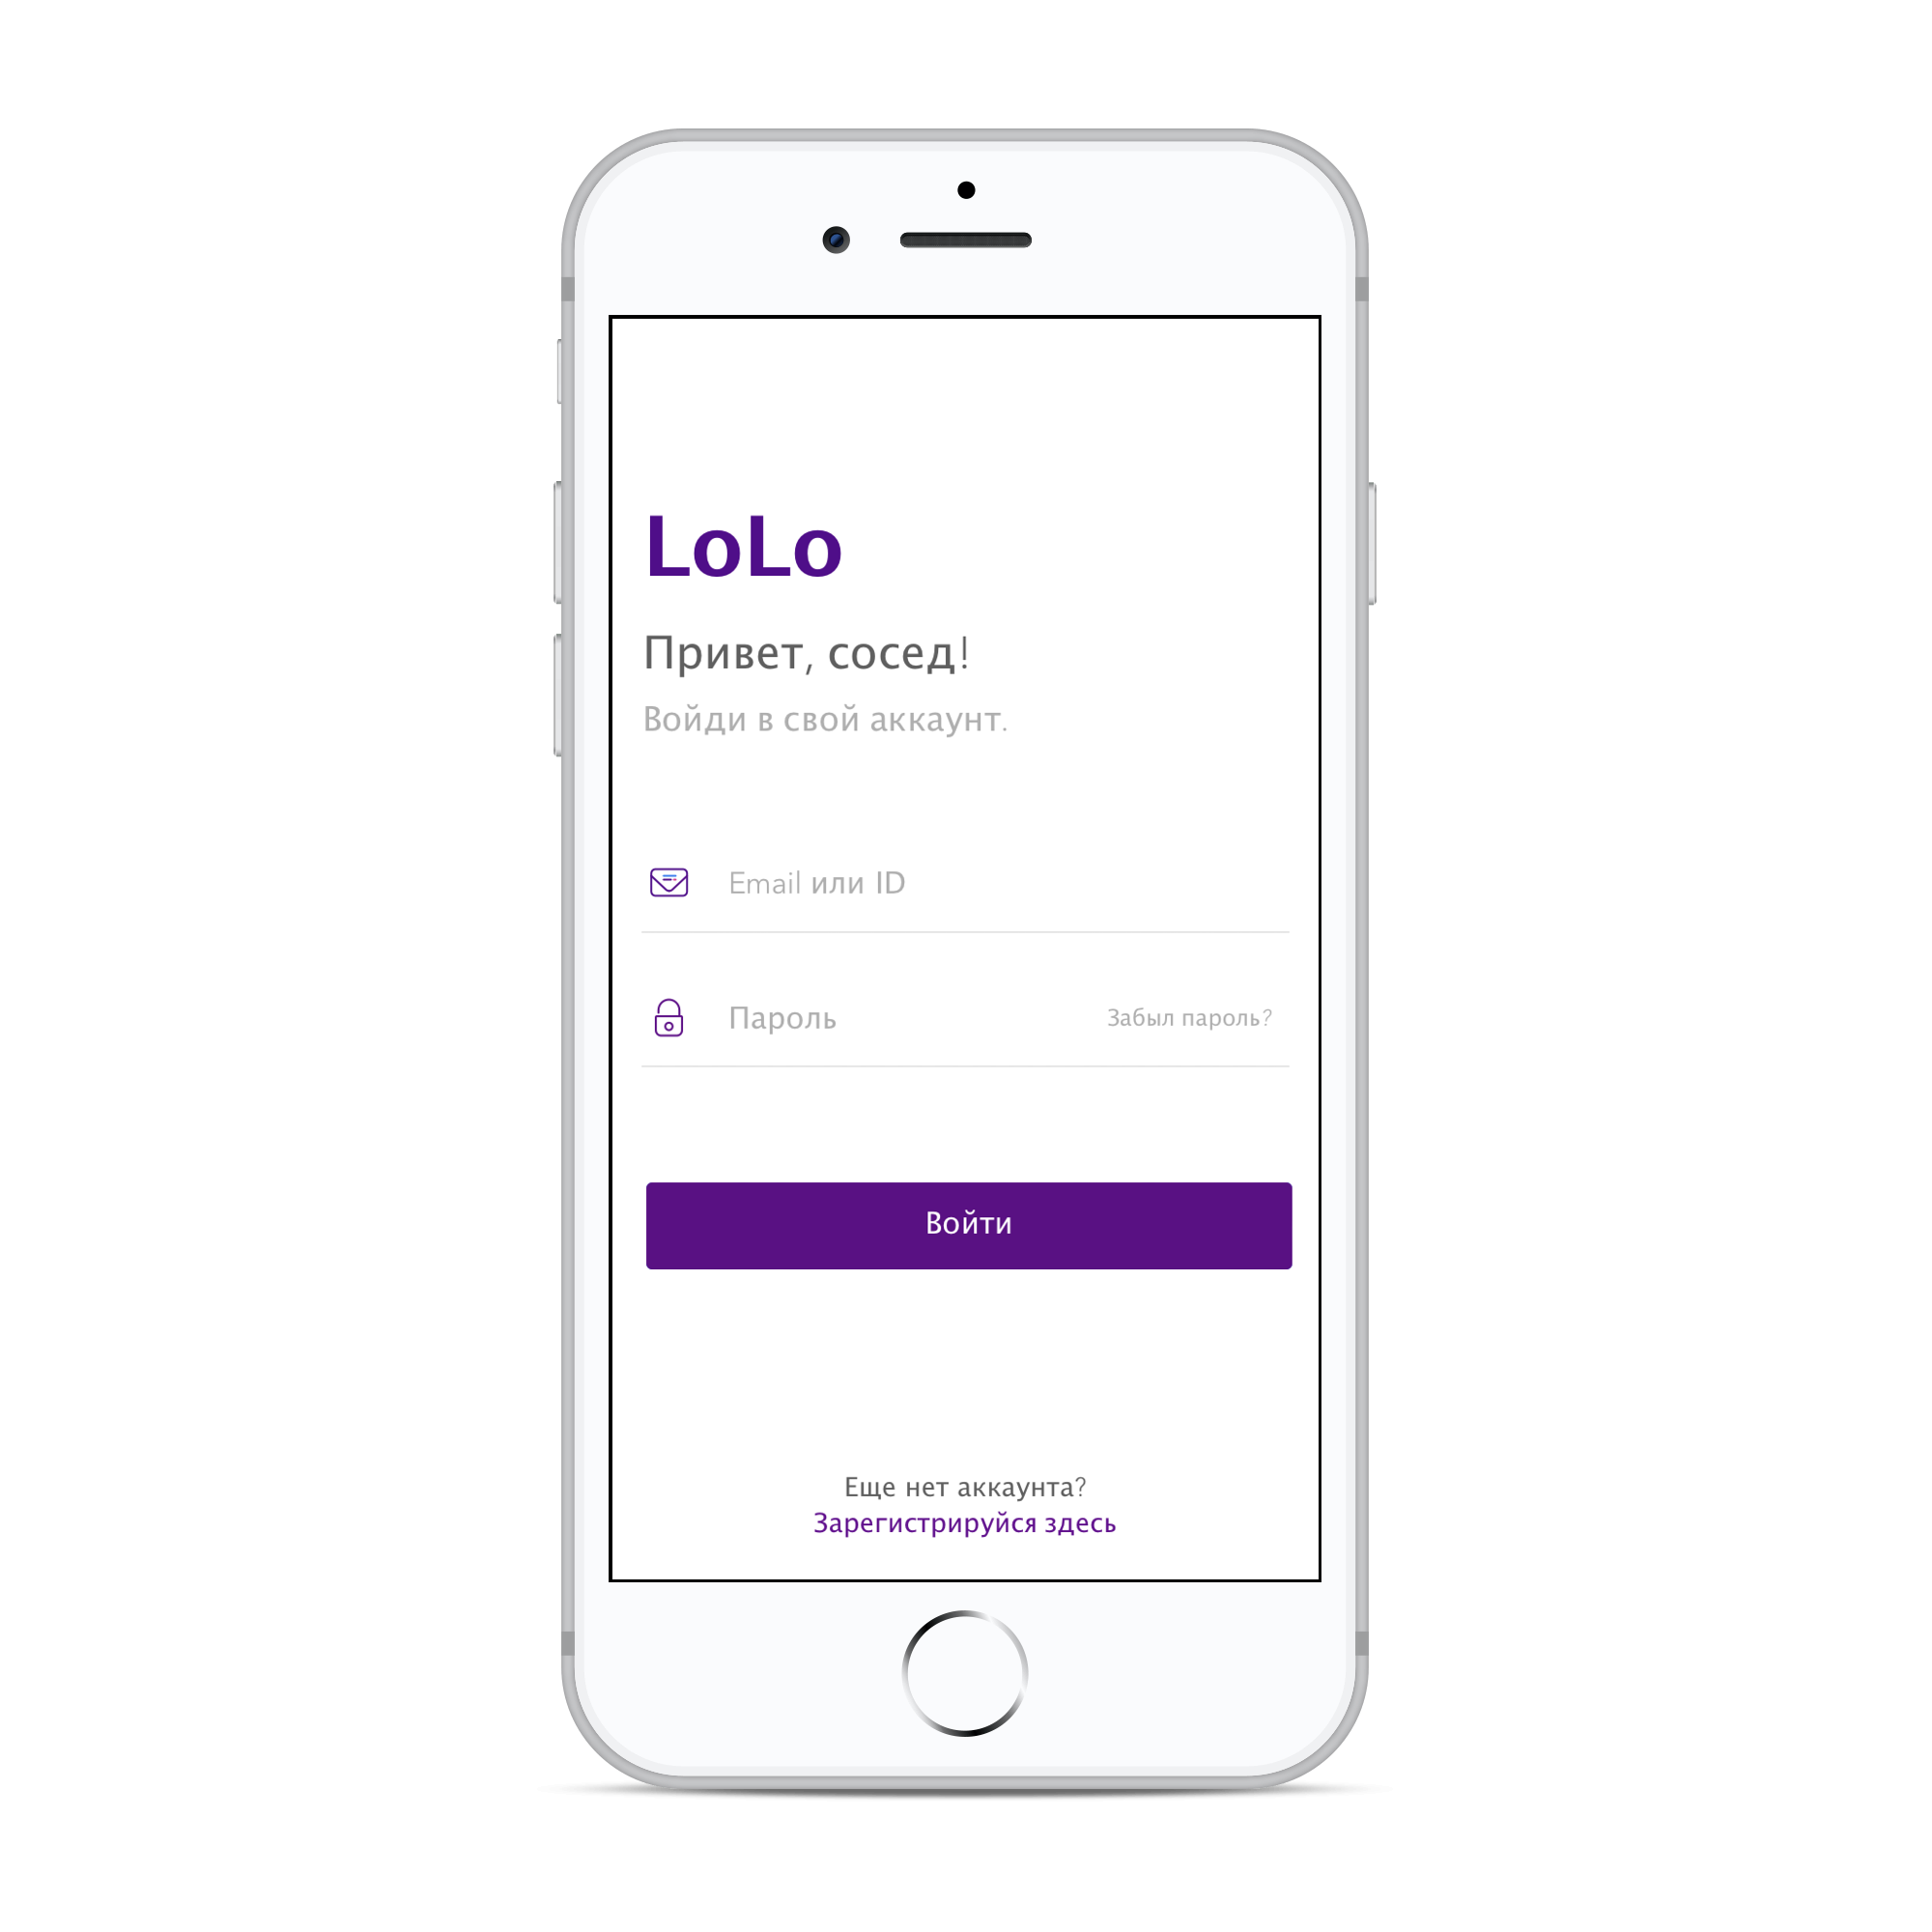 LoLo
Привет, сосед!
Войди в свой аккаунт.
Email или ID
Пароль
Забыл пароль?
Войти
Еще нет аккаунта?
Зарегистрируйся здесь